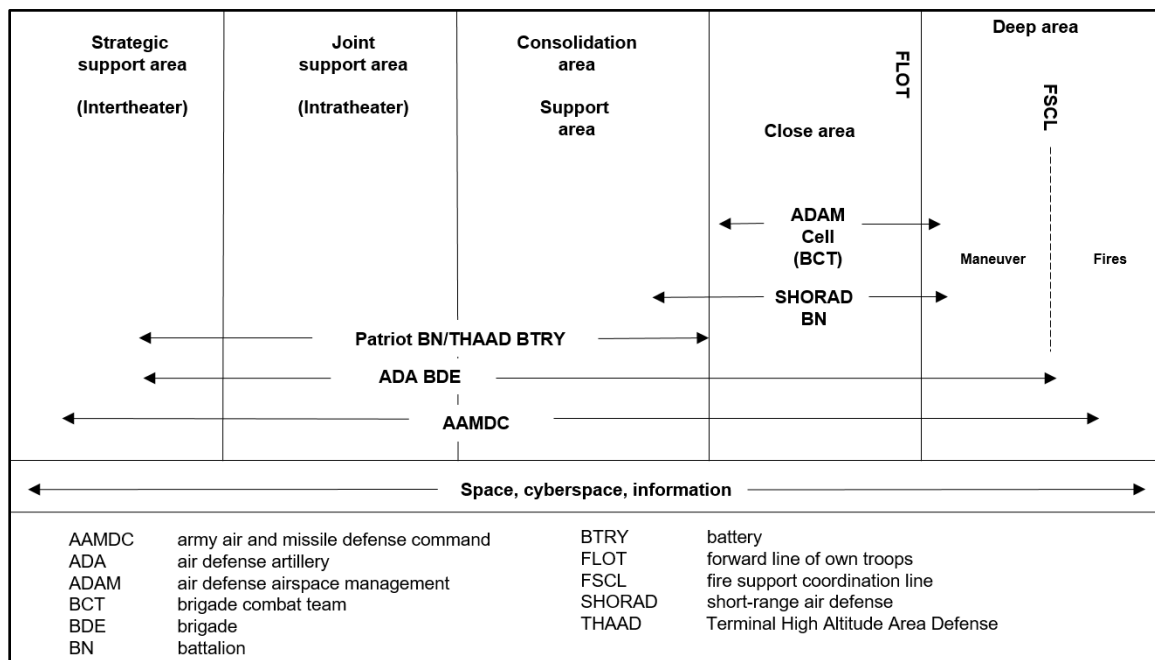 Strategic
support area
(Intertheater)
Joint
support area
(Intratheater)
Consolidation
area
Support
area
Close area
FLOT
Deep area
FSCL
ADAM
Cell
(BCT)
Maneuver
Fires
SHORAD
BN
Patriot BN/THAAD BTRY
ADA BDE
AAMDC
Space, cyberspace, information
AAMDC army air and missile defense command
ADA air defense artillery
ADAM air defense airspace management
BCT brigade combat team
BDE brigade
BN battalion
BTRY battery
FLOT forward line of own troops
FSCL fire support coordination line
SHORAD short-range air defense
THAAD Terminal High Altitude Area Defense